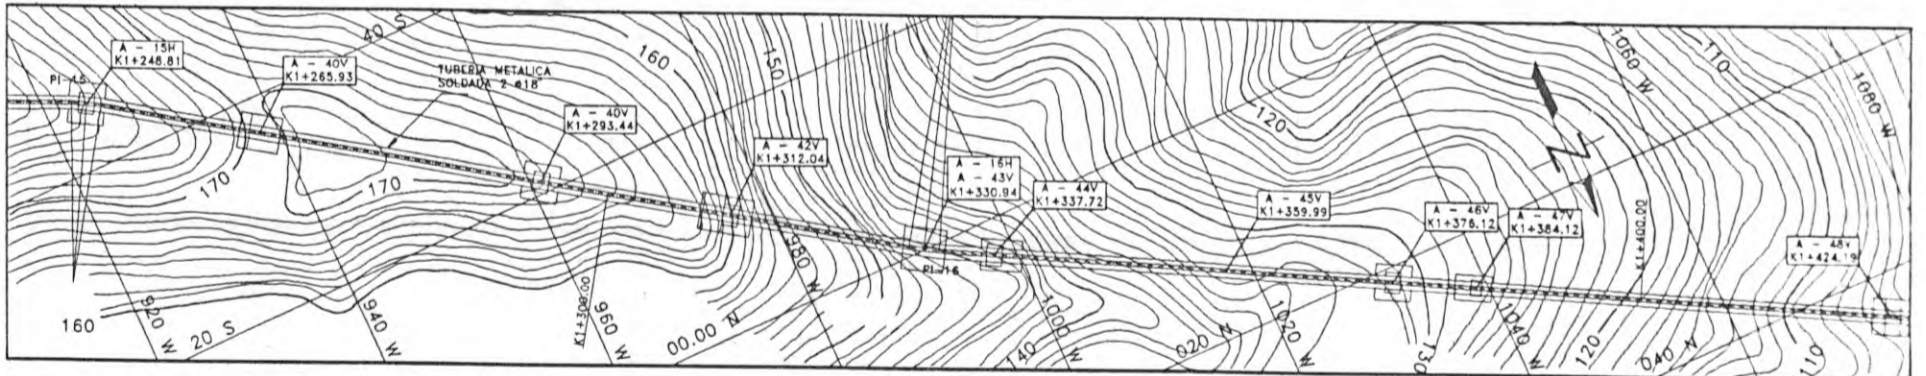 A - 15H
K1+248.81
PI-15
A - 40V
K1+265.93
40 S
TUBERIA METALICA
SOLDADA 2 ø18"
160
150
A - 40V
K1+293.44
A - 42V
K1+312.04
A - 16H
A - 43V
K1+330.94
A - 44V
K1+337.72
120
A - 45V
K1+359.99
N
A - 46V
K1+376.12
A - 47V
K1+384.12
K1+400.00
1060 W
110
1080 W
A - 48V
K1+424.19
170
170
PI-16
160
920 W
20 S
940 W
K1+300.00
960 W
00.00 N
980 W
1000 W
140
020 N
1020 W
130
1040 W
120
040 N
110